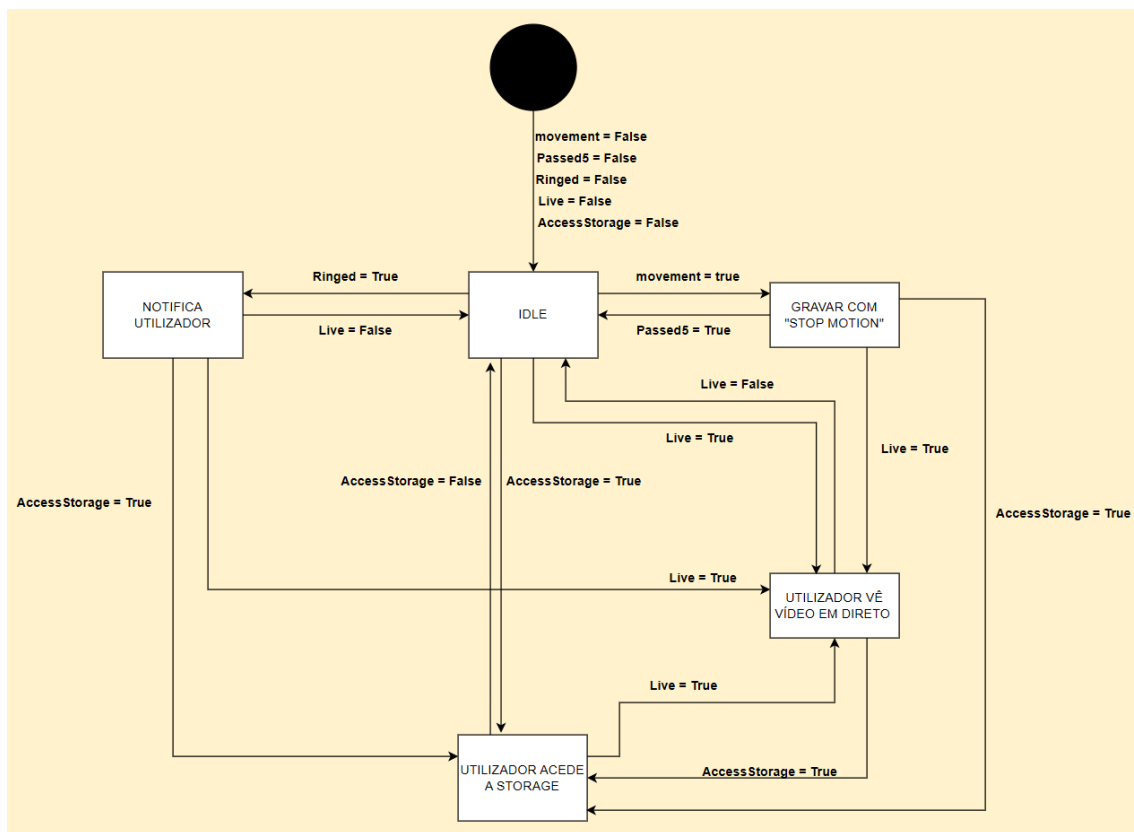 movement = False
Passed5 = False
Ringed = False
Live = False
AccessStorage = False
Ringed = True
movement = true
NOTIFICA
UTILIZADOR
IDLE
GRAVAR COM
"STOP MOTION"
Live = False
Passed5 = True
Live = False
Live = True
Live = True
AccessStorage = False
AccessStorage = True
AccessStorage = True
AccessStorage = True
Live = True
UTILIZADOR VÊ
VÍDEO EM DIRETO
Live = True
UTILIZADOR ACEDE
A STORAGE
AccessStorage = True